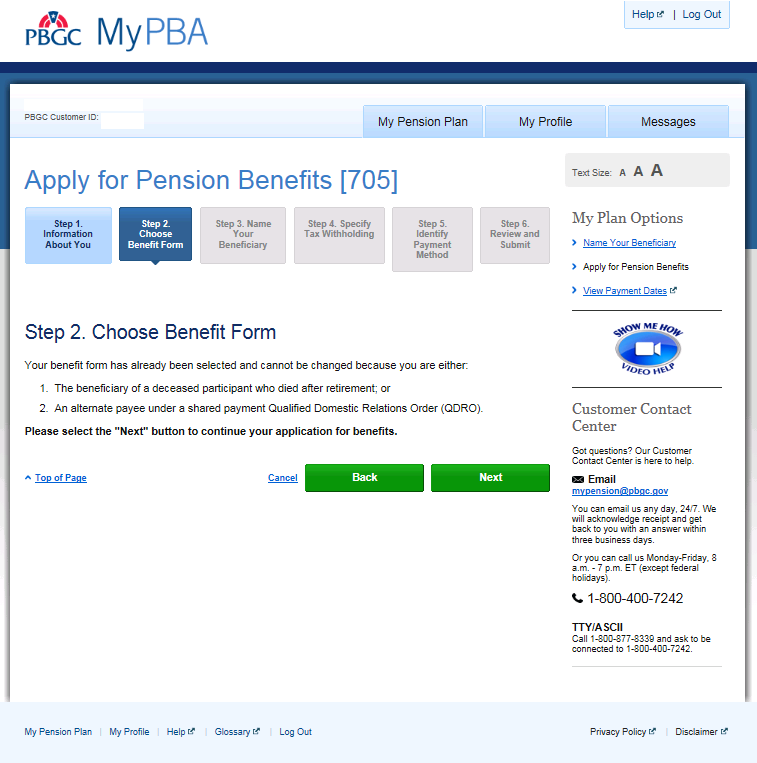 Help | Log Out
PBGC MyPBA
PBGC Customer ID:
My Pension Plan
My Profile
Messages
Text Size: A A A
Apply for Pension Benefits [705]
Step 1.
Information
About You
Step 2.
Choose
Benefit Form
Step 3. Name
Your
Beneficiary
Step 4. Specify
Tax Withholding
Step 5.
Identify
Payment
Method
Step 6.
Review and
Submit
Step 2. Choose Benefit Form
Your benefit form has already been selected and cannot be changed because you are either:
1. The beneficiary of a deceased participant who died after retirement; or
2. An alternate payee under a shared payment Qualified Domestic Relations Order (QDRO).
Please select the "Next" button to continue your application for benefits.
Top of Page
Cancel
Back
Next
My Plan Options
Name Your Beneficiary
Apply for Pension Benefits
View Payment Dates
SHOW ME HOW
VIDEO HELP
Customer Contact
Center
Got questions? Our Customer
Contact Center is here to help.
Email
mypension@pbgc.gov
You can email us any day, 24/7. We
will acknowledge receipt and get
back to you with an answer within
three business days.
Or you can call us Monday-Friday, 8
a.m. - 7 p.m. ET (except federal
holidays).
1-800-400-7242
TTY/ASCII
Call 1-800-877-8339 and ask to be
connected to 1-800-400-7242.
My Pension Plan | My Profile | Help | Glossary | Log Out
Privacy Policy | Disclaimer